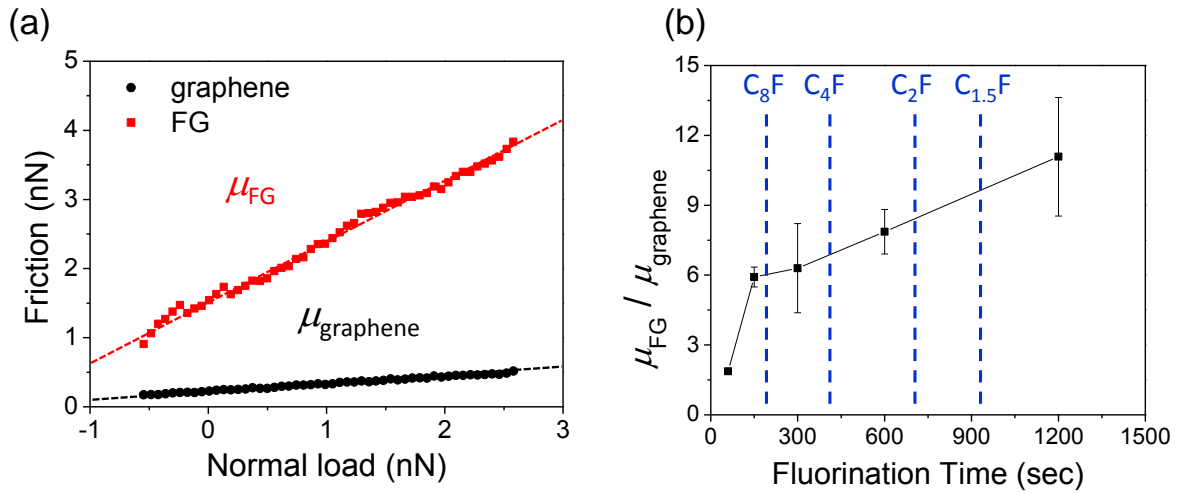 (a)
5
4
3
2
1
0
Friction (nN)
graphene
FG
μFG
μgraphene
-1 0 1 2 3
Normal load (nN)
(b)
15
12
9
6
3
0
μFG / μgraphene
C8F C4F C2F C1.5F
0 300 600 900 1200 1500
Fluorination Time (sec)